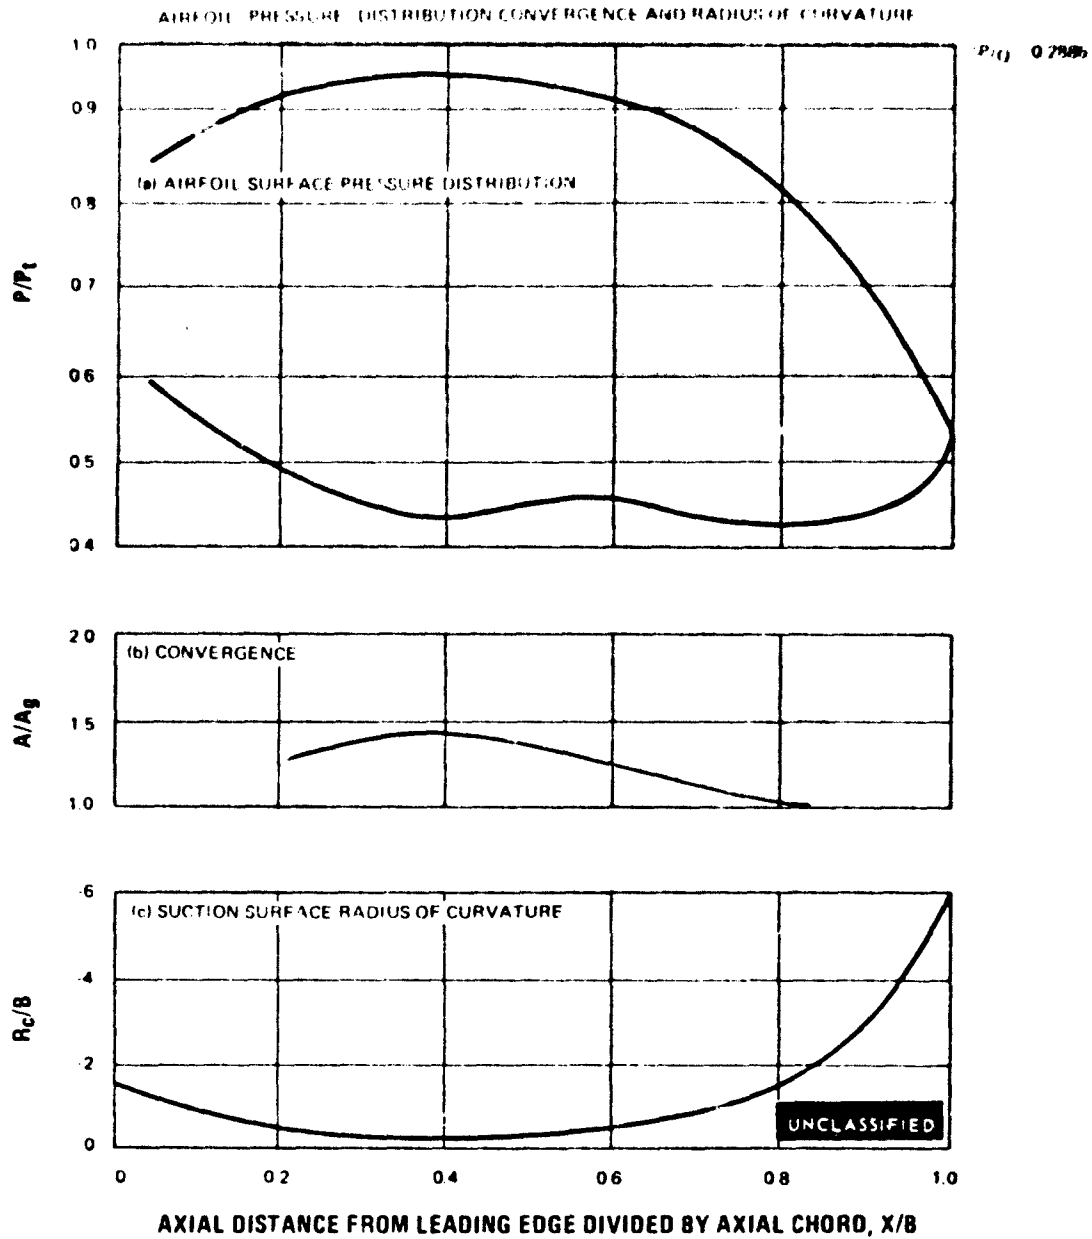 AIRFOIL PRESSURE DISTRIBUTION CONVERGENCE AND RADIUS OF CURVATURE
1.0
0.2886
0.9
(a) AIRFOIL SURFACE PRESSURE DISTRIBUTION
0.8
P/Pt
0.7
0.6
0.5
0.4
2.0
(b) CONVERGENCE
A/Ag
1.5
1.0
.6
(c) SUCTION SURFACE RADIUS OF CURVATURE
.4
Rc/B
.2
UNCLASSIFIED
0
0 0.2 0.4 0.6 0.8 1.0
AXIAL DISTANCE FROM LEADING EDGE DIVIDED BY AXIAL CHORD, X/B